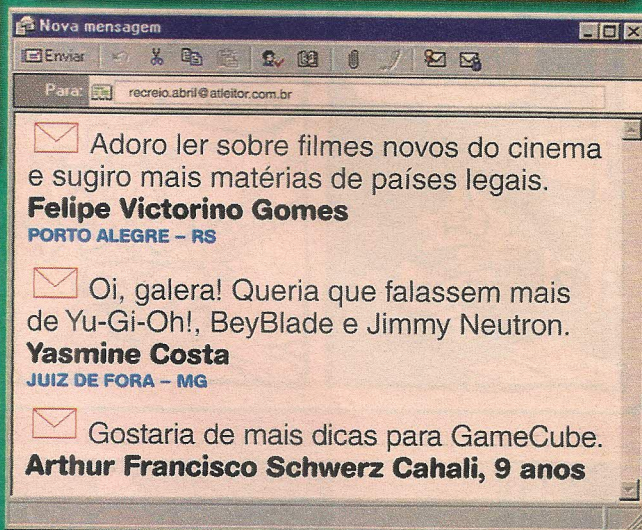 Nova mensagem
Enviar
Para: recreio.abril@atleitor.com.br
Adoro ler sobre filmes novos do cinema
e sugiro mais matérias de países legais.
Felipe Victorino Gomes
PORTO ALEGRE – RS
Oi, galera! Queria que falassem mais
de Yu-Gi-Oh!, BeyBlade e Jimmy Neutron.
Yasmine Costa
JUIZ DE FORA – MG
Gostaria de mais dicas para GameCube.
Arthur Francisco Schwerz Cahali, 9 anos